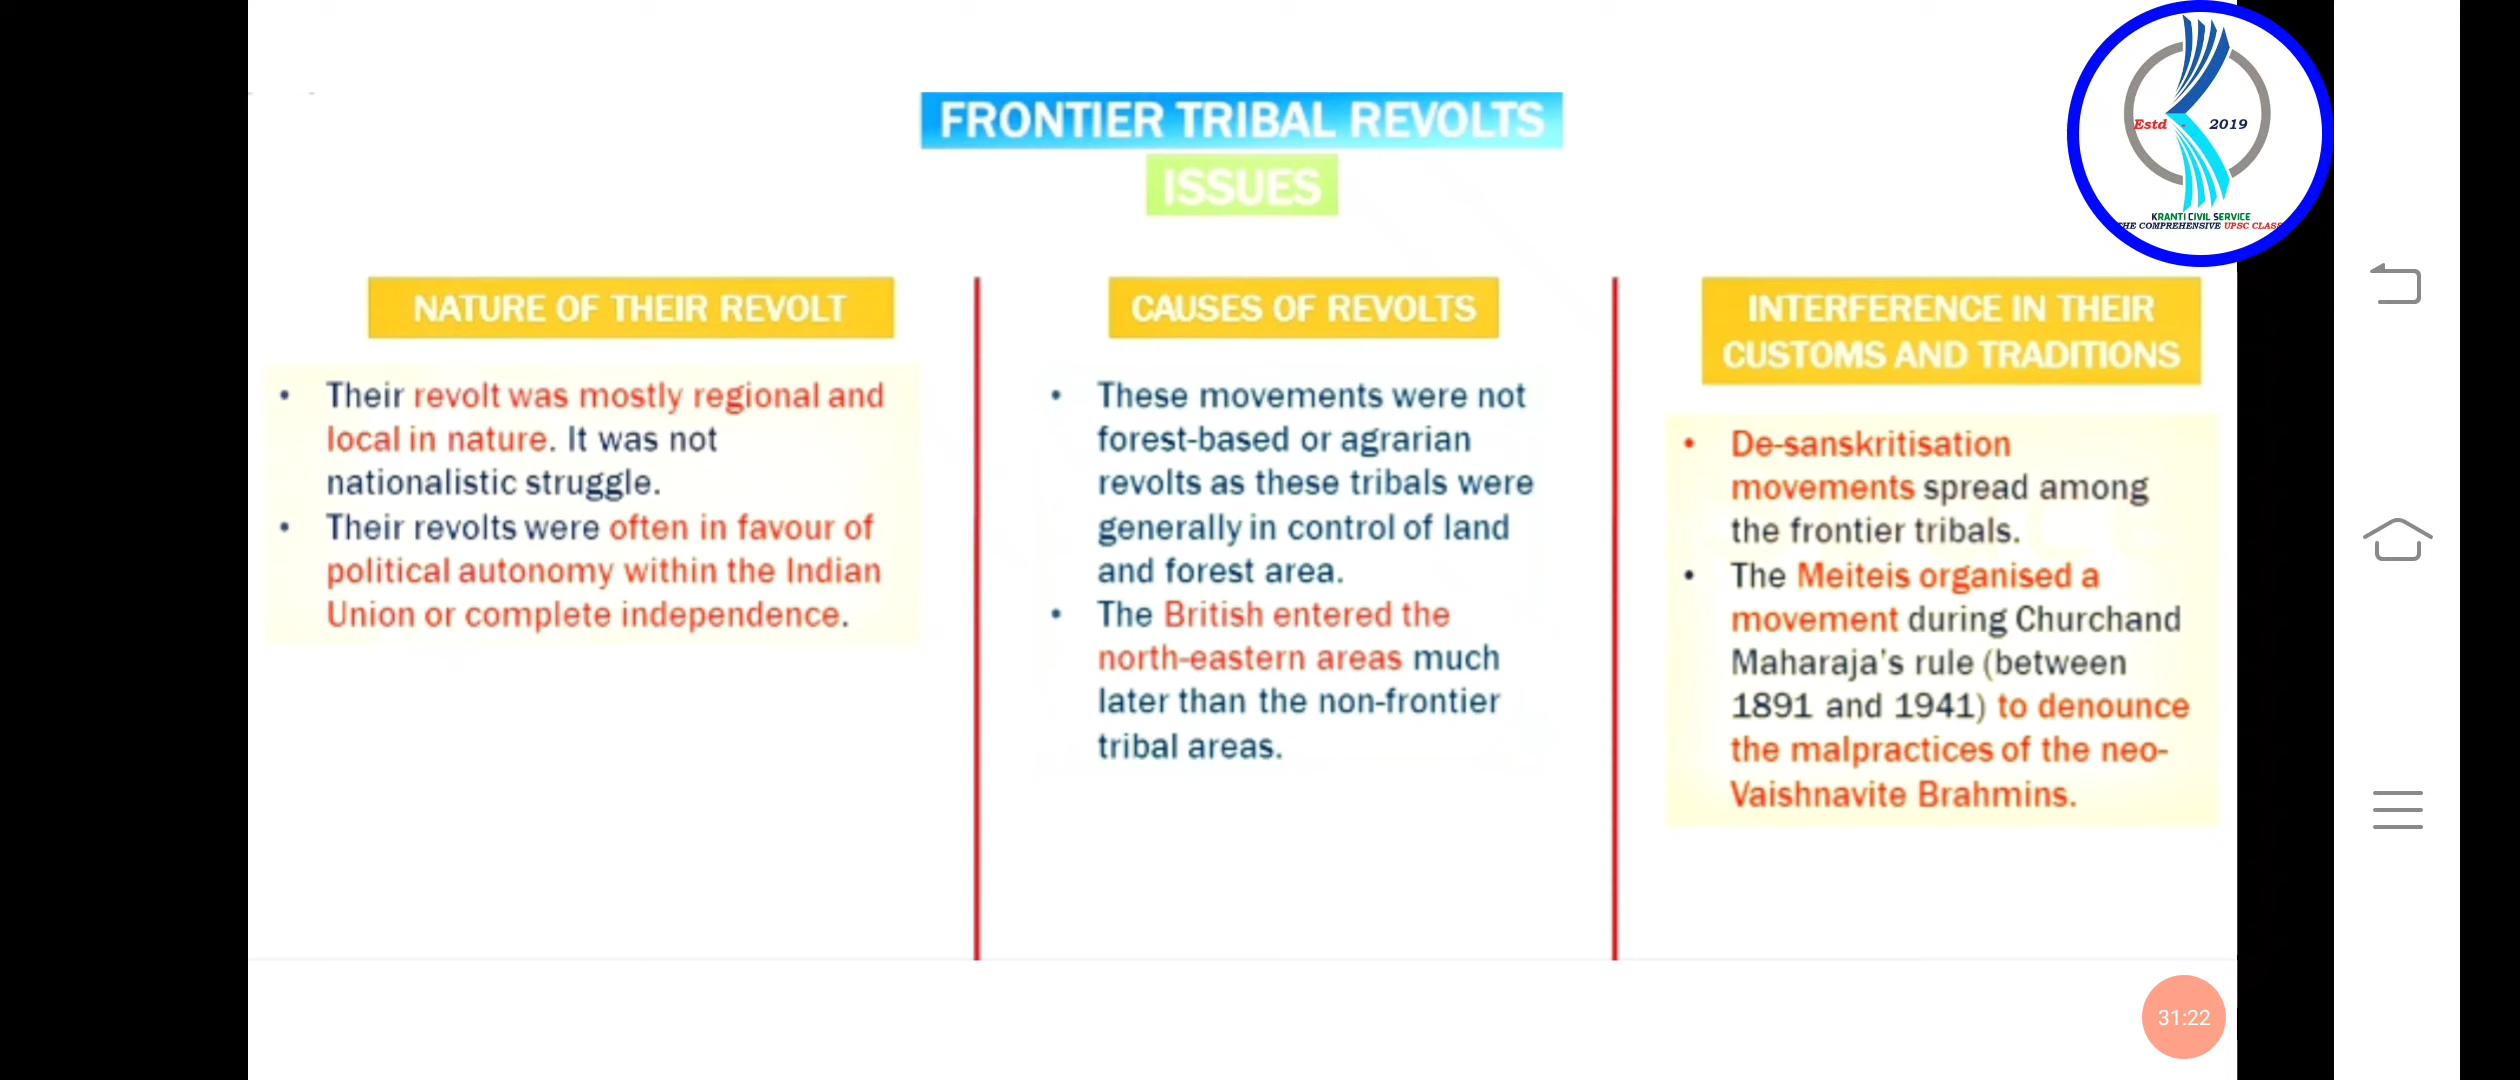 FRONTIER TRIBAL REVOLTS
ISSUES
NATURE OF THEIR REVOLT
• Their revolt was mostly regional and
local in nature. It was not
nationalistic struggle.
• Their revolts were often in favour of
political autonomy within the Indian
Union or complete independence.
CAUSES OF REVOLTS
• These movements were not
forest-based or agrarian
revolts as these tribals were
generally in control of land
and forest area.
• The British entered the
north-eastern areas much
later than the non-frontier
tribal areas.
INTERFERENCE IN THEIR
CUSTOMS AND TRADITIONS
• De-sanskritisation
movements spread among
the frontier tribals.
• The Meiteis organised a
movement during Churchand
Maharaja's rule (between
1891 and 1941) to denounce
the malpractices of the neo-
Vaishnavite Brahmins.
Estd - 2019
KRANTI CIVIL SERVICE
HE COMPREHENSIVE UPSC CLASS
31:22